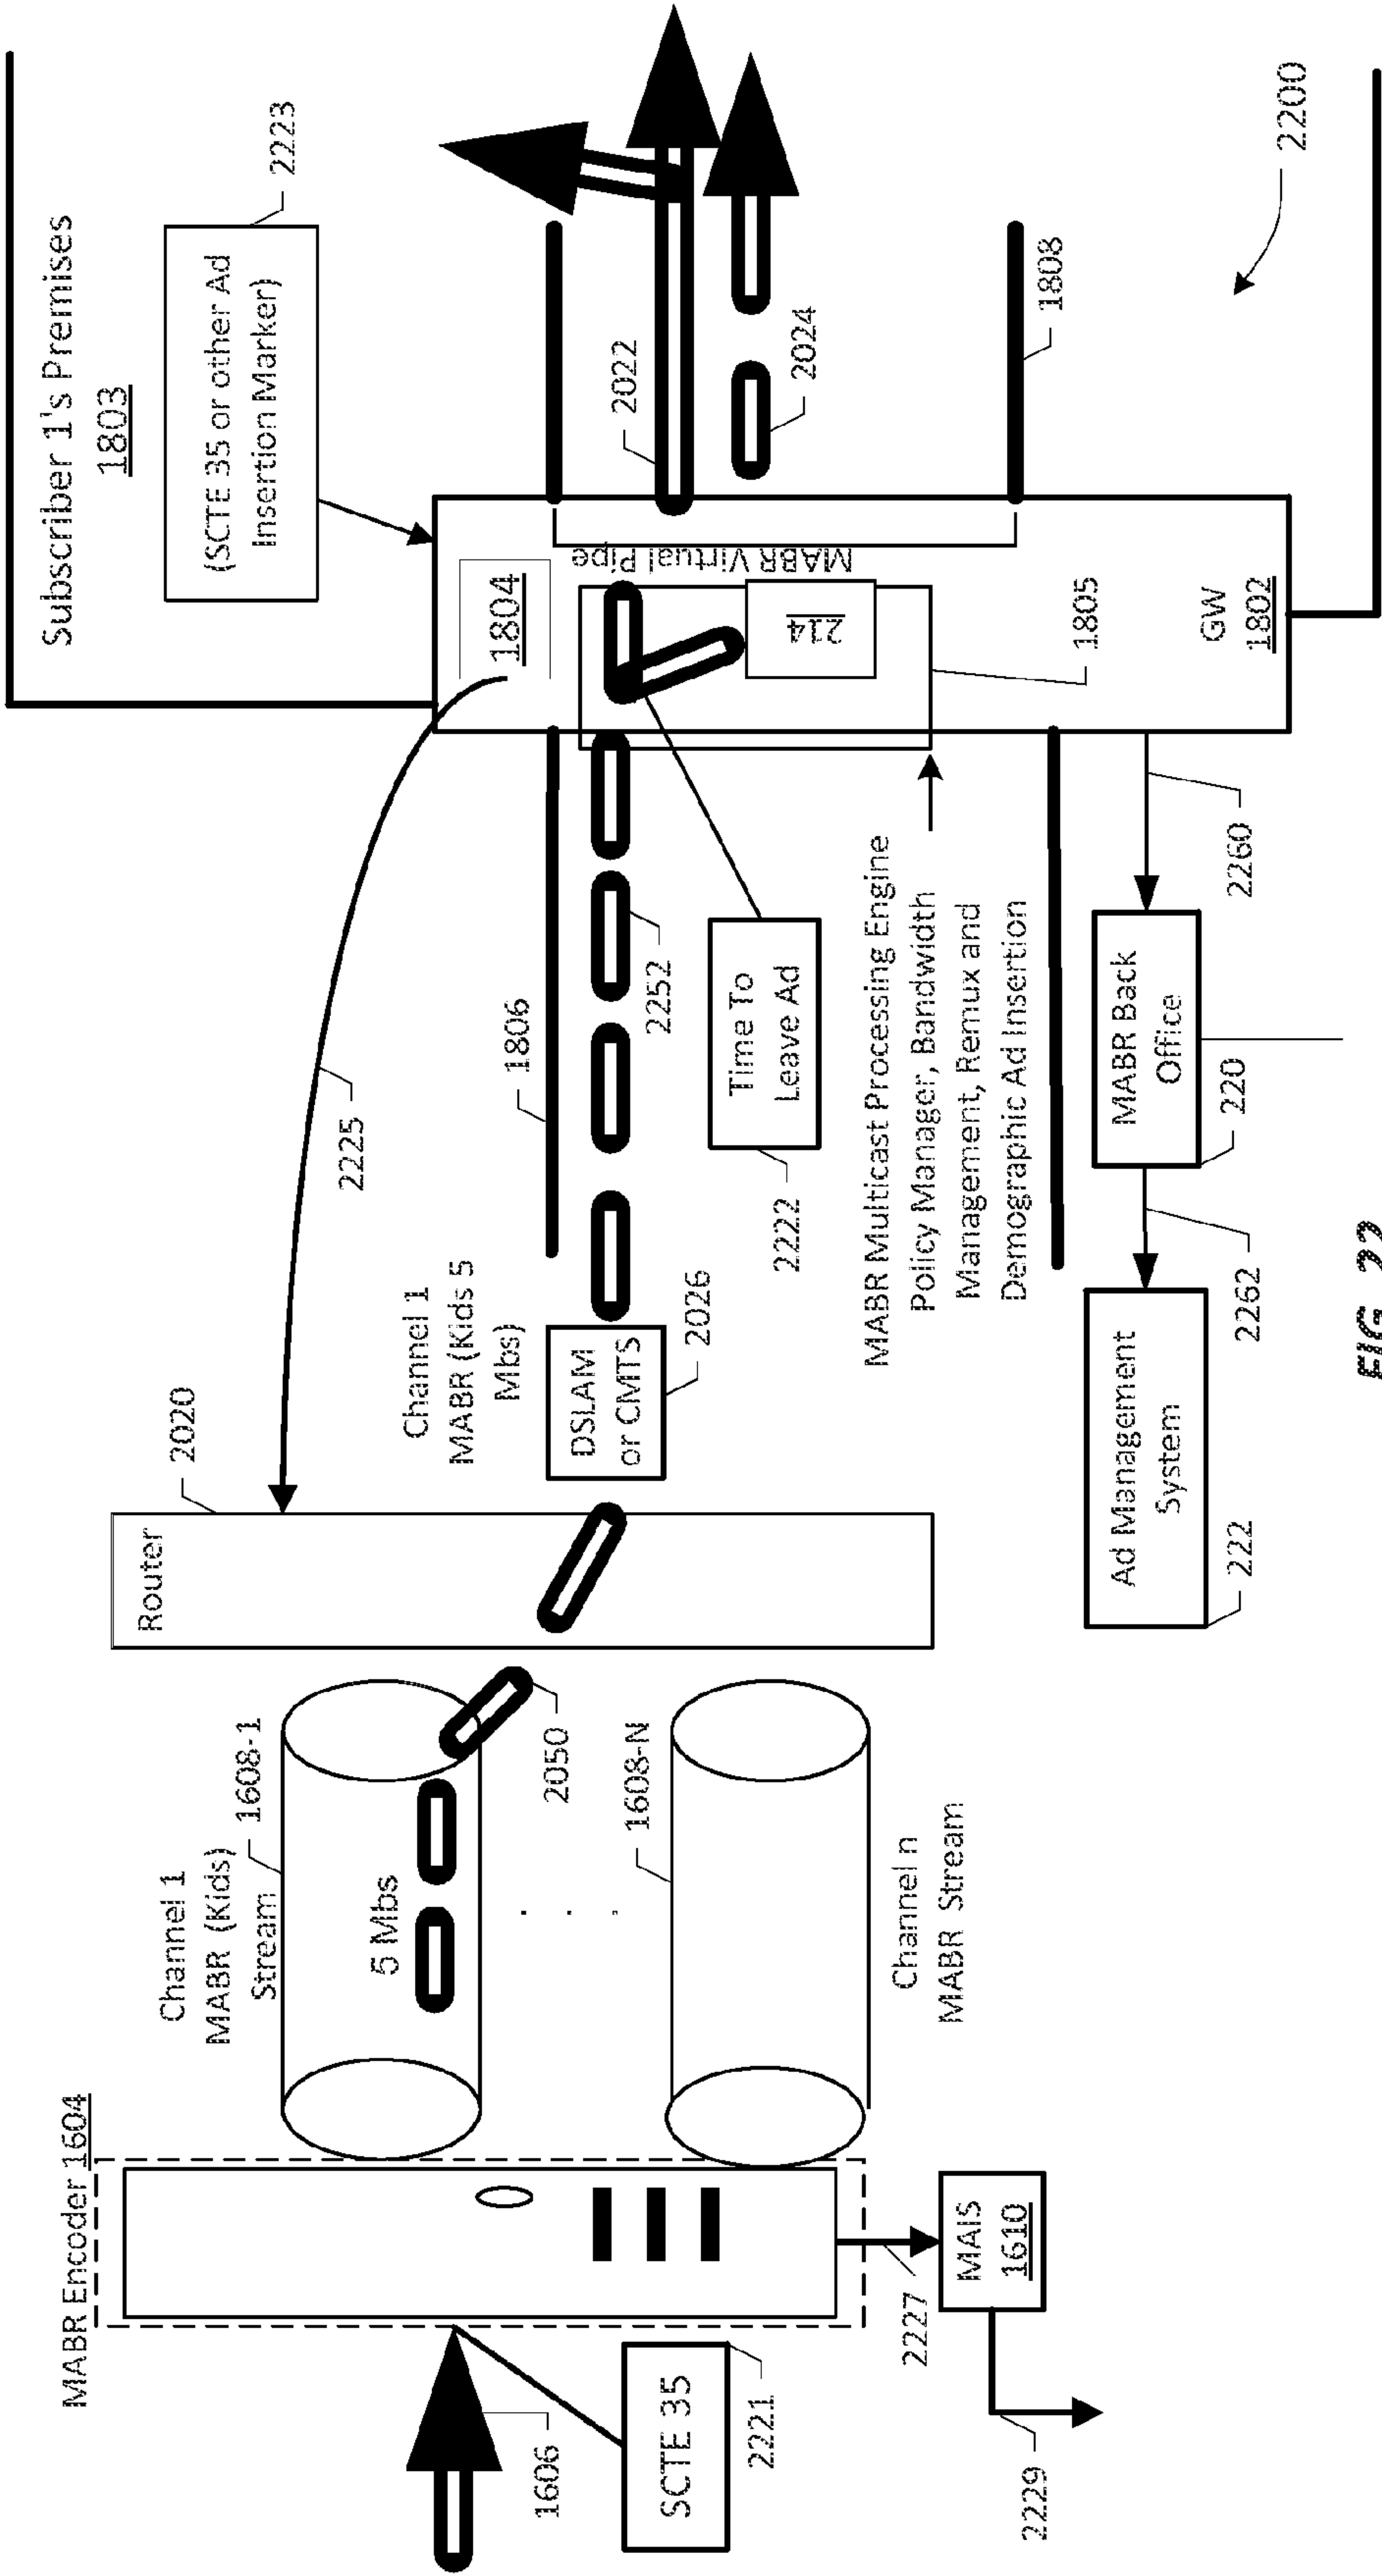 MABR Encoder 1604
1606
SCTE 35
2221
2227
MAIS
1610
2229
Channel 1
MABR (Kids)
Stream
1608-1
5 Mbs
2050
1608-N
Channel n
MABR Stream
Router
2020
2225
Channel 1
MABR (Kids 5
Mbs)
1806
DSLAM
or CMTS
2026
2252
Time To
Leave Ad
2222
MABR Multicast Processing Engine
Policy Manager, Bandwidth
Management, Remux and
Demographic Ad Insertion
Ad Management
System
222
2262
MABR Back
Office
220
2260
Subscriber 1's Premises
1803
(SCTE 35 or other Ad
Insertion Marker)
2223
1804
MABR Virtual Pipe
214
1805
GW
1802
2022
2024
1808
2200
FIG. 22